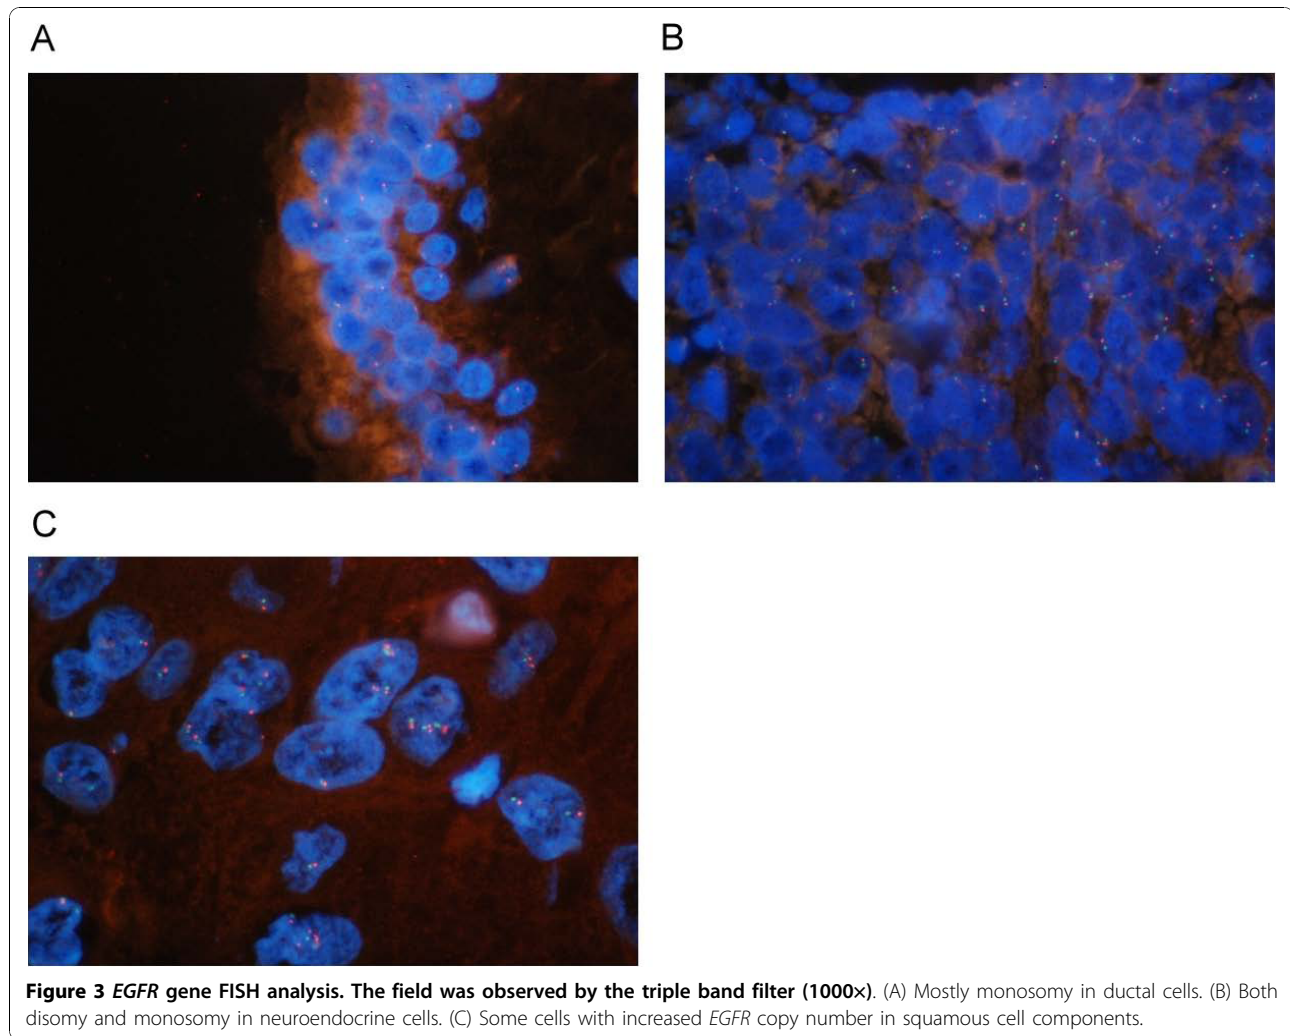 A
B
C
Figure 3 EGFR gene FISH analysis. The field was observed by the triple band filter (1000×). (A) Mostly monosomy in ductal cells. (B) Both
disomy and monosomy in neuroendocrine cells. (C) Some cells with increased EGFR copy number in squamous cell components.